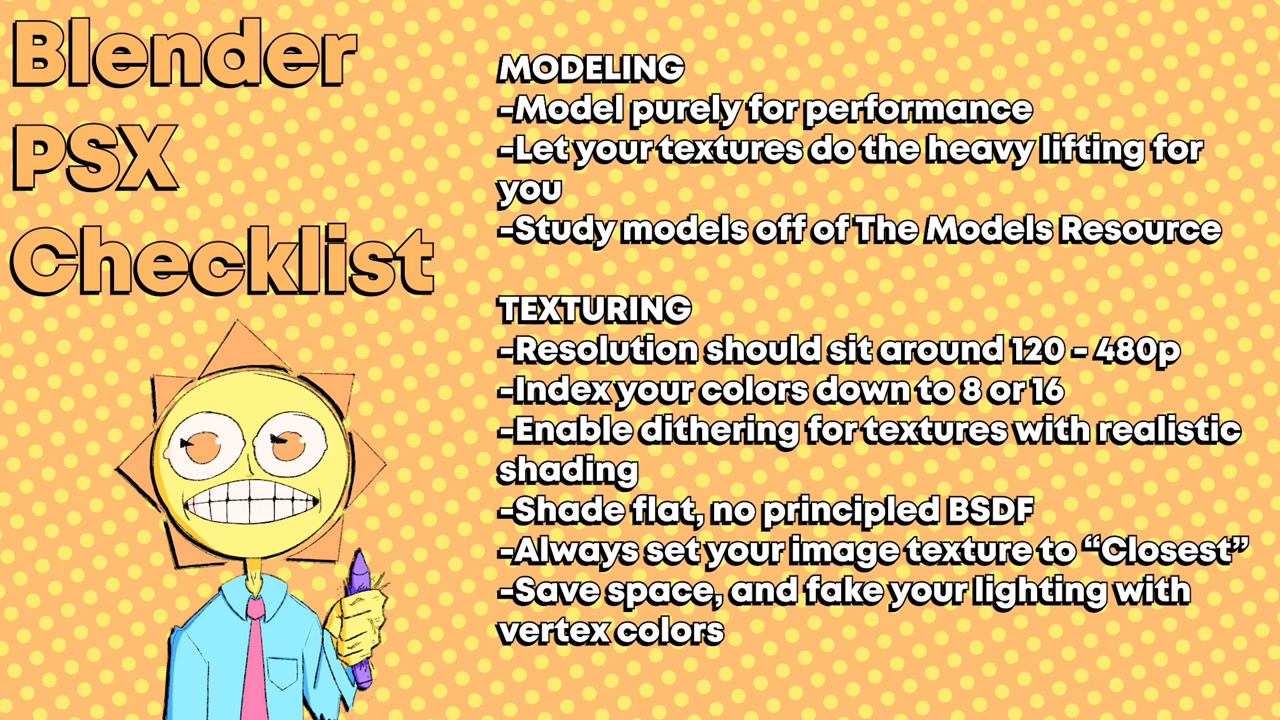 Blender
PSX
Checklist
MODELING
-Model purely for performance
-Let your textures do the heavy lifting for
you
-Study models off of The Models Resource
TEXTURING
-Resolution should sit around 120 - 480p
-Index your colors down to 8 or 16
-Enable dithering for textures with realistic
shading
-Shade flat, no principled BSDF
-Always set your image texture to “Closest”
-Save space, and fake your lighting with
vertex colors